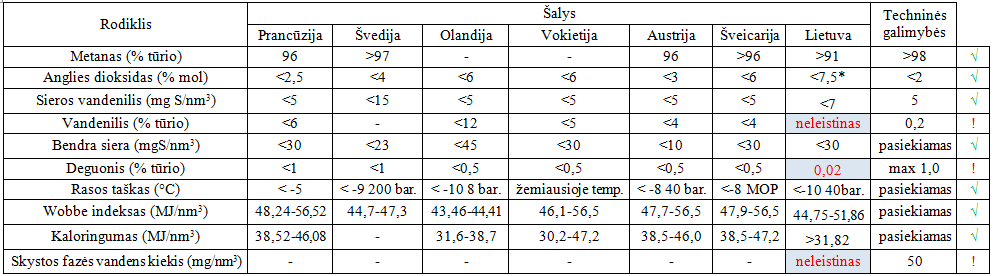 Rodiklis Šalys Techninės galimybės
Prancūzija Švedija Olandija Vokietija Austrija Šveicarija Lietuva
Metanas (% tūrio) 96 >97 - - 96 >96 >91 >98 √
Anglies dioksidas (% mol) <2,5 <4 <6 <6 <3 <6 <7,5* <2 √
Sieros vandenilis (mg S/nm³) <5 <15 <5 <5 <5 <5 <7 5 √
Vandenilis (% tūrio) <6 - <12 <5 <4 <4 neleistinas 0,2 !
Bendra siera (mgS/nm³) <30 <23 <45 <30 <10 <30 <30 pasiekiamas √
Deguonis (% tūrio) <1 <1 <0,5 <0,5 <0,5 <0,5 0,02 max 1,0 !
Rasos taškas (°C) < -5 < -9 200 bar. < -10 8 bar. žemiausioje temp. < -8 40 bar. <-8 MOP <-10 40bar. pasiekiamas √
Wobbe indeksas (MJ/nm³) 48,24-56,52 44,7-47,3 43,46-44,41 46,1-56,5 47,7-56,5 47,9-56,5 44,75-51,86 pasiekiamas √
Kaloringumas (MJ/nm³) 38,52-46,08 - 31,6-38,7 30,2-47,2 38,5-46,0 38,5-47,2 >31,82 pasiekiamas √
Skystos fazės vandens kiekis (mg/nm³) - - - - - - neleistinas 50 !